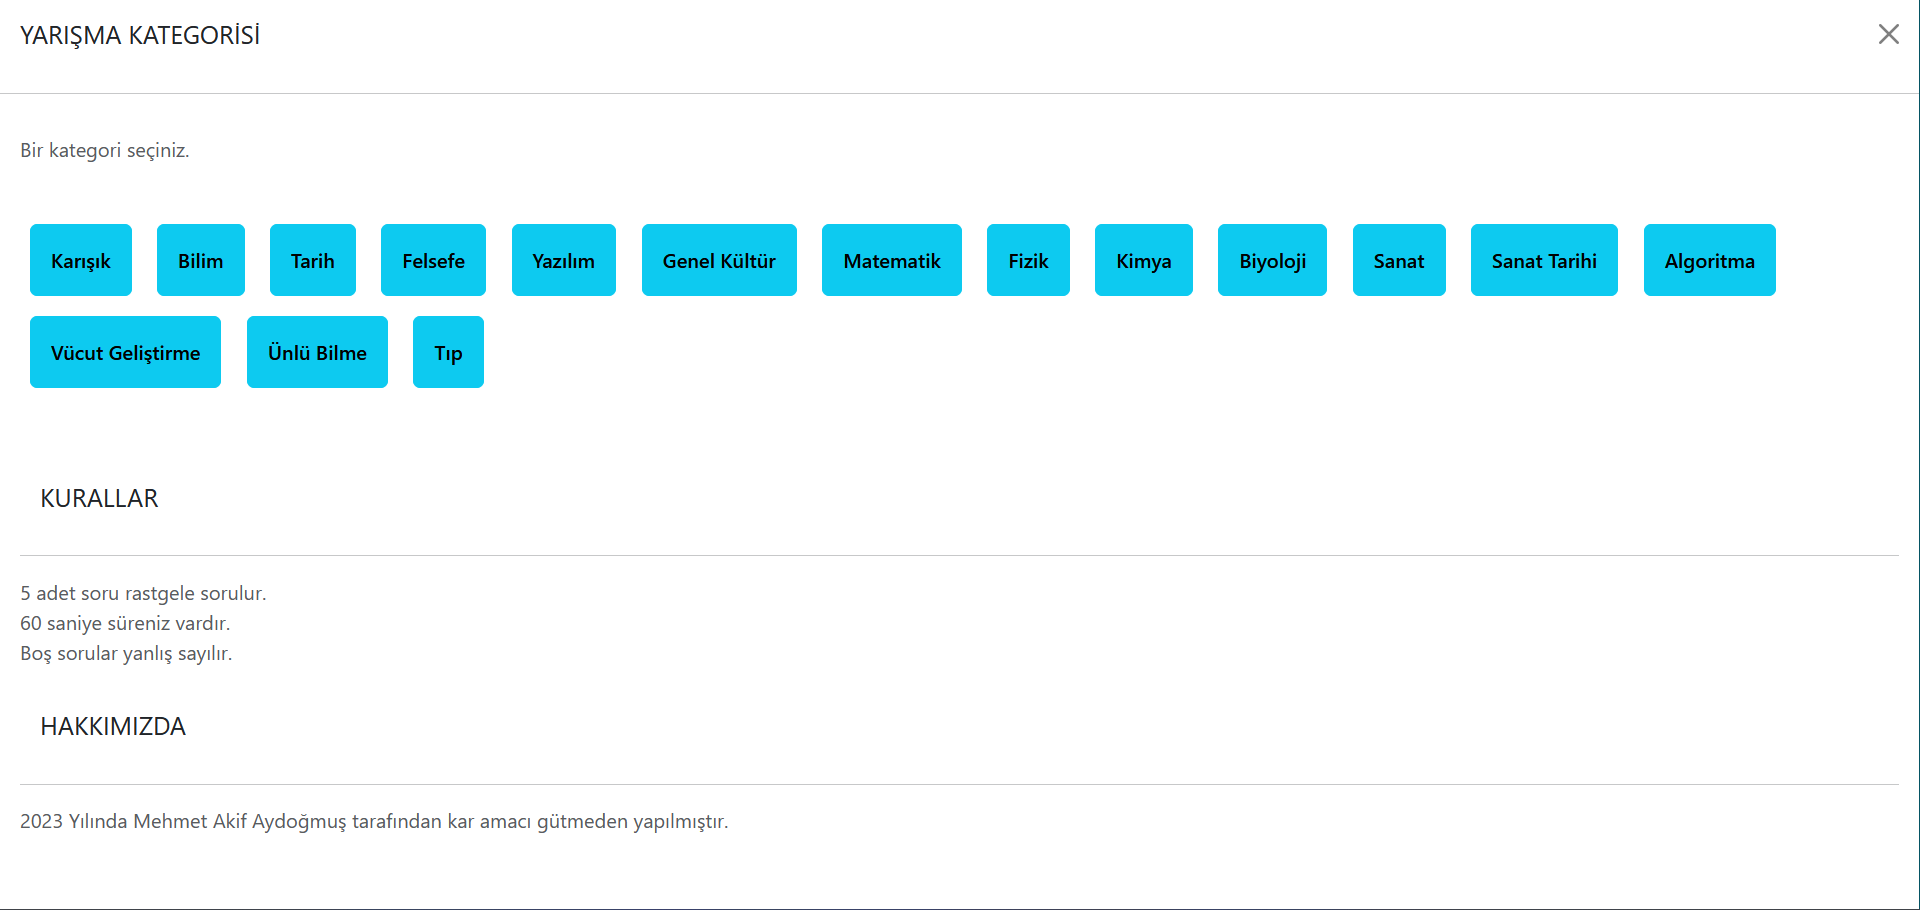 YARIŞMA KATEGORİSİ
Bir kategori seçiniz.
Karışık Bilim Tarih Felsefe Yazılım Genel Kültür Matematik Fizik Kimya Biyoloji Sanat Sanat Tarihi Algoritma
Vücut Geliştirme Ünlü Bilme Tıp
KURALLAR
5 adet soru rastgele sorulur.
60 saniye süreniz vardır.
Boş sorular yanlış sayılır.
HAKKIMIZDA
2023 Yılında Mehmet Akif Aydoğmuş tarafından kar amacı gütmeden yapılmıştır.